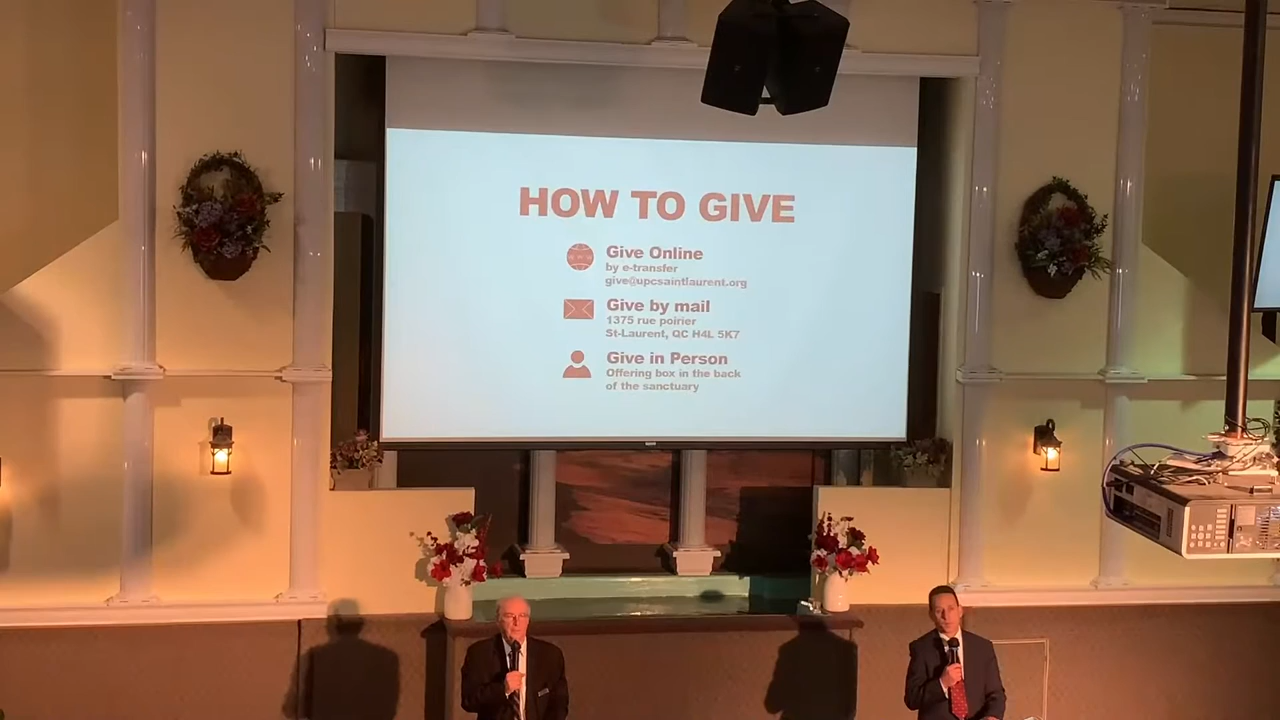 HOW TO GIVE
Give Online
by e-transfer
give@upcsaintlaurent.org
Give by mail
1375 rue poirier
St-Laurent, QC H4L 5K7
Give in Person
Offering box in the back
of the sanctuary